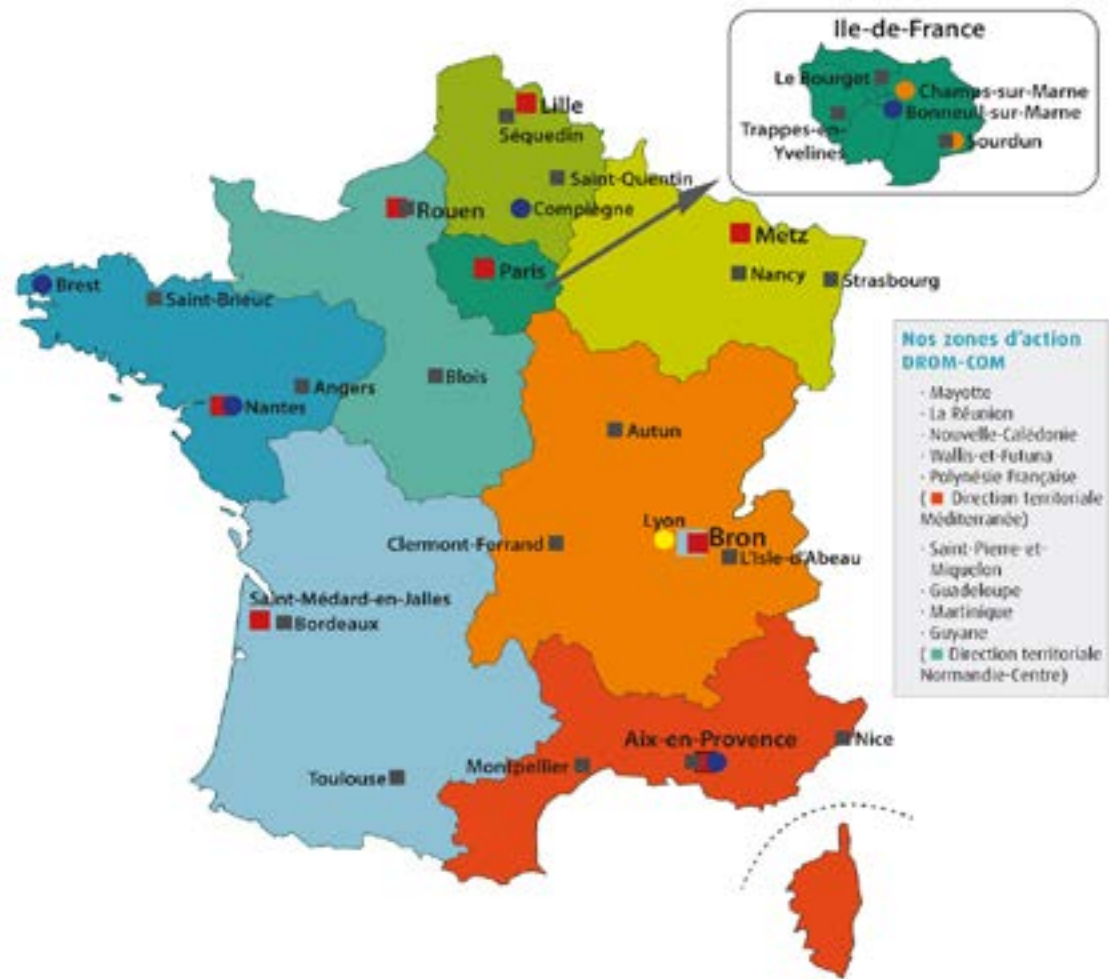 Ile-de-France
Le Bourget
Champs-sur-Marne
Bonneuil-sur-Marne
Trappes-en-
Yvelines
Sourdun
Lille
Séquedin
Saint-Quentin
Rouen
Compiègne
Metz
Paris
Nancy
Strasbourg
Brest
Saint-Brieuc
Nos zones d'action
DROM-COM
Angers
Blois
Nantes
· Mayotte
· La Réunion
· Nouvelle-Calédonie
· Wallis-et-Futuna
· Polynésie Française
( Direction territoriale
Méditerranée)
· Saint-Pierre-et-
Miquelon
· Guadeloupe
· Martinique
· Guyane
( Direction territoriale
Normandie-Centre)
Autun
Lyon
Bron
Clermont-Ferrand
L'Isle-d'Abeau
Saint-Médard-en-Jalles
Bordeaux
Aix-en-Provence
Nice
Montpellier
Toulouse